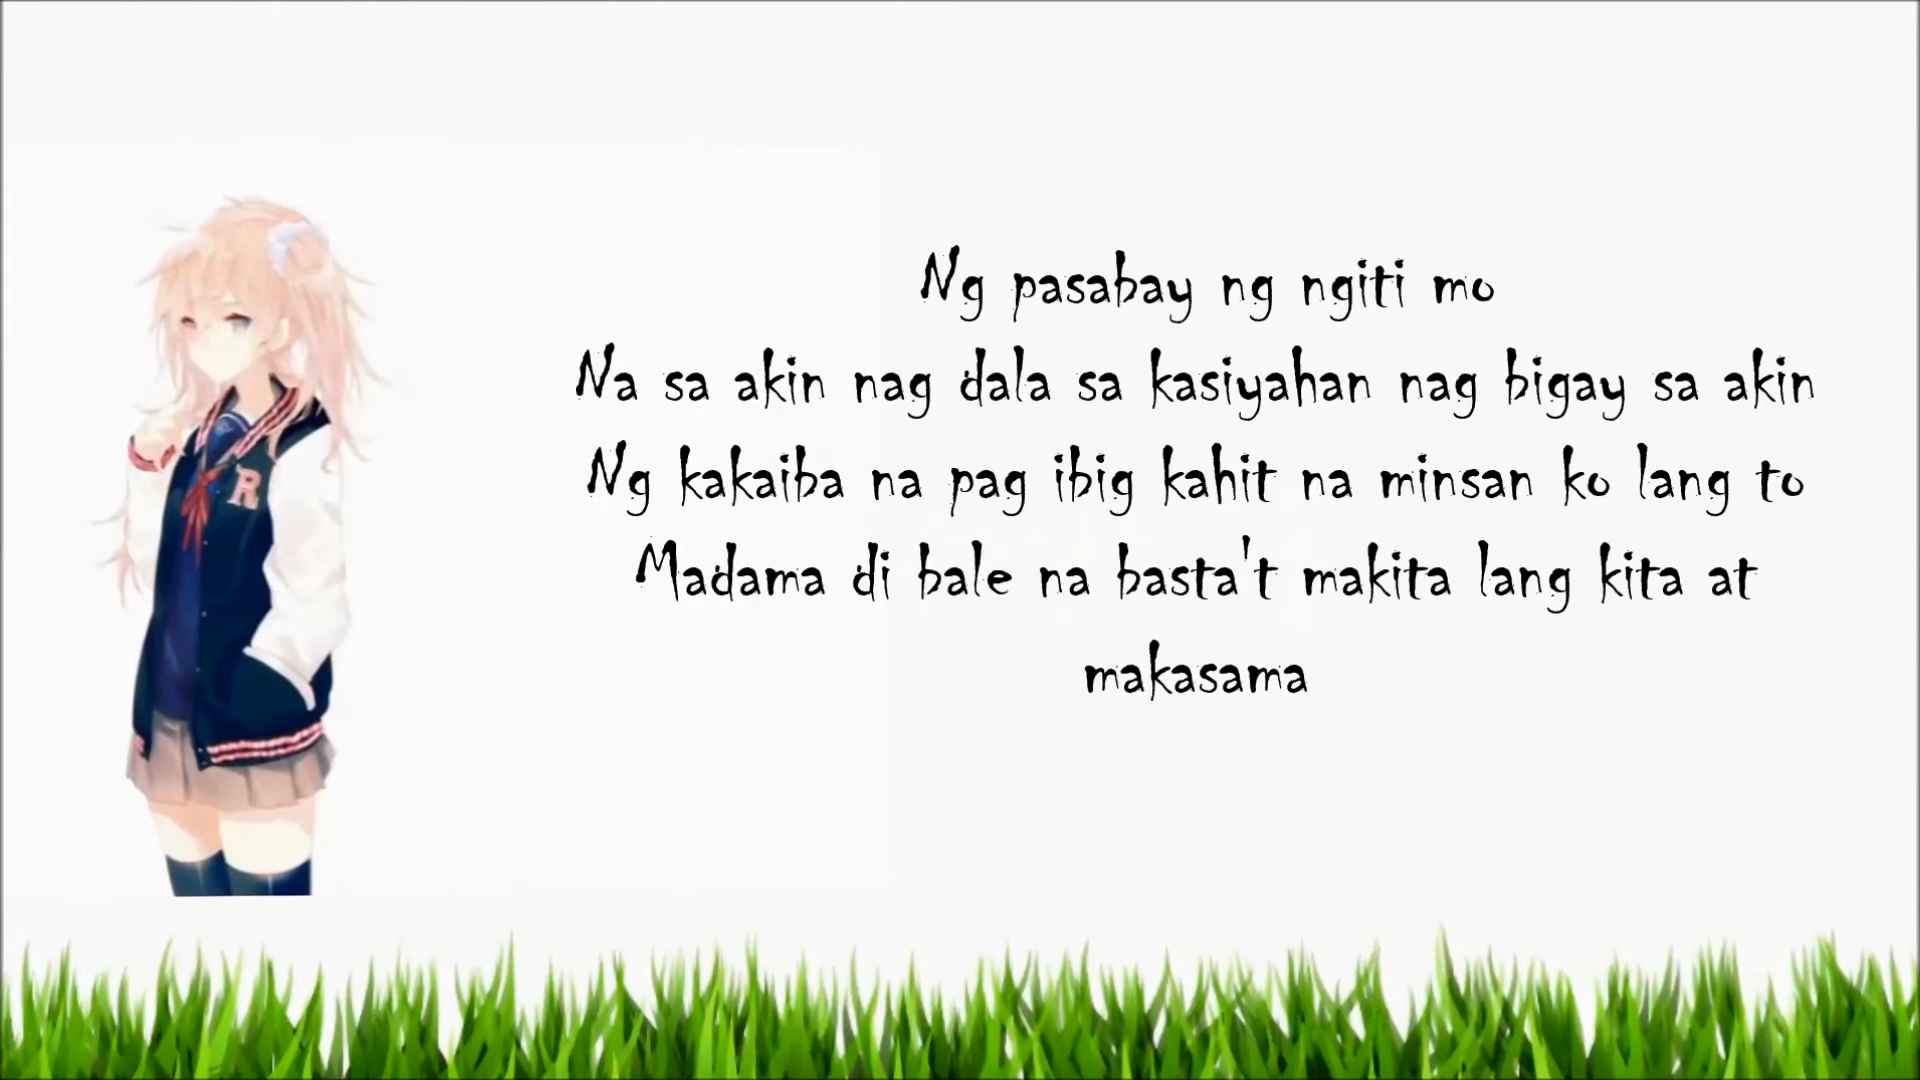 Ng pasabay ng ngiti mo
Na sa akin nag dala sa kasiyahan nag bigay sa akin
Ng kakaiba na pag ibig kahit na minsan ko lang to
Madama di bale na basta't makita lang kita at
makasama
R